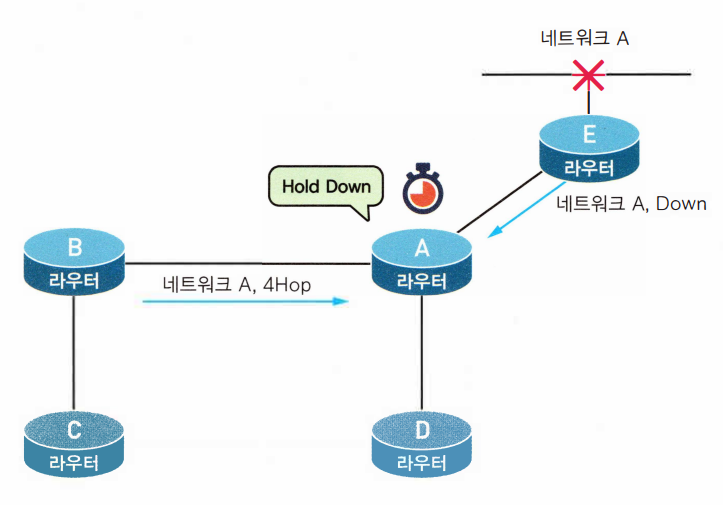 네트워크 A
E
라우터
네트워크 A, Down
Hold Down
B
라우터
A
라우터
네트워크 A, 4Hop
C
라우터
D
라우터